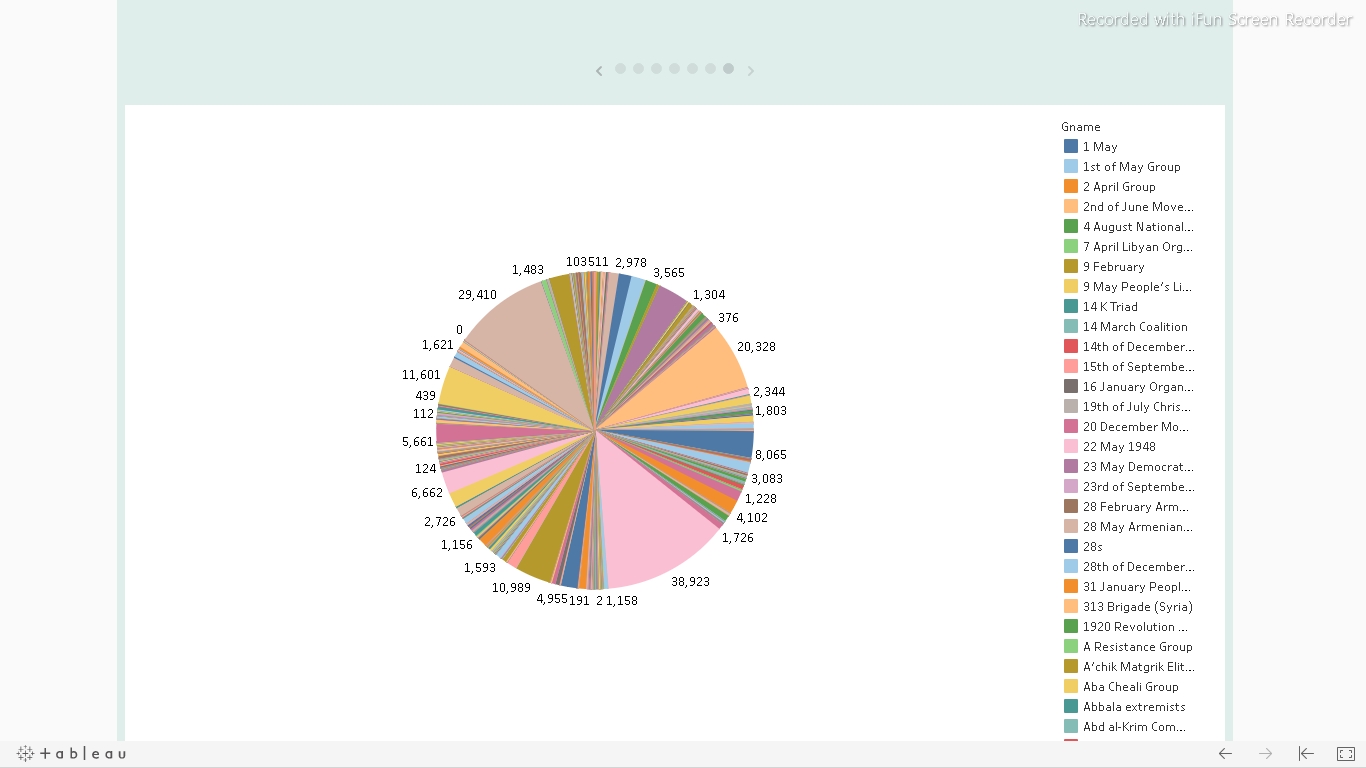 Recorded with iFun Screen Recorder
Gname
1 May
1st of May Group
2 April Group
2nd of June Move...
4 August National...
7 April Libyan Org...
9 February
9 May People's Li...
14 K Triad
14 March Coalition
14th of December...
15th of Septembe...
16 January Organ...
19th of July Chris...
20 December Mo...
22 May 1948
23 May Democrat...
23rd of Septembe...
28 February Arm...
28 May Armenian...
28s
28th of December...
31 January Peopl...
313 Brigade (Syria)
1920 Revolution ...
A Resistance Group
A'chik Matgrik Elit...
Aba Cheali Group
Abbala extremists
Abd al-Krim Com...
103 511 2,978
1,483
3,565
29,410
1,304
376
0
1,621
20,328
11,601
439
2,344
112
1,803
5,661
8,065
124
3,083
6,662
1,228
2,726
4,102
1,156
1,726
1,593
38,923
10,989
4,955 191 2 1,158
+ableau